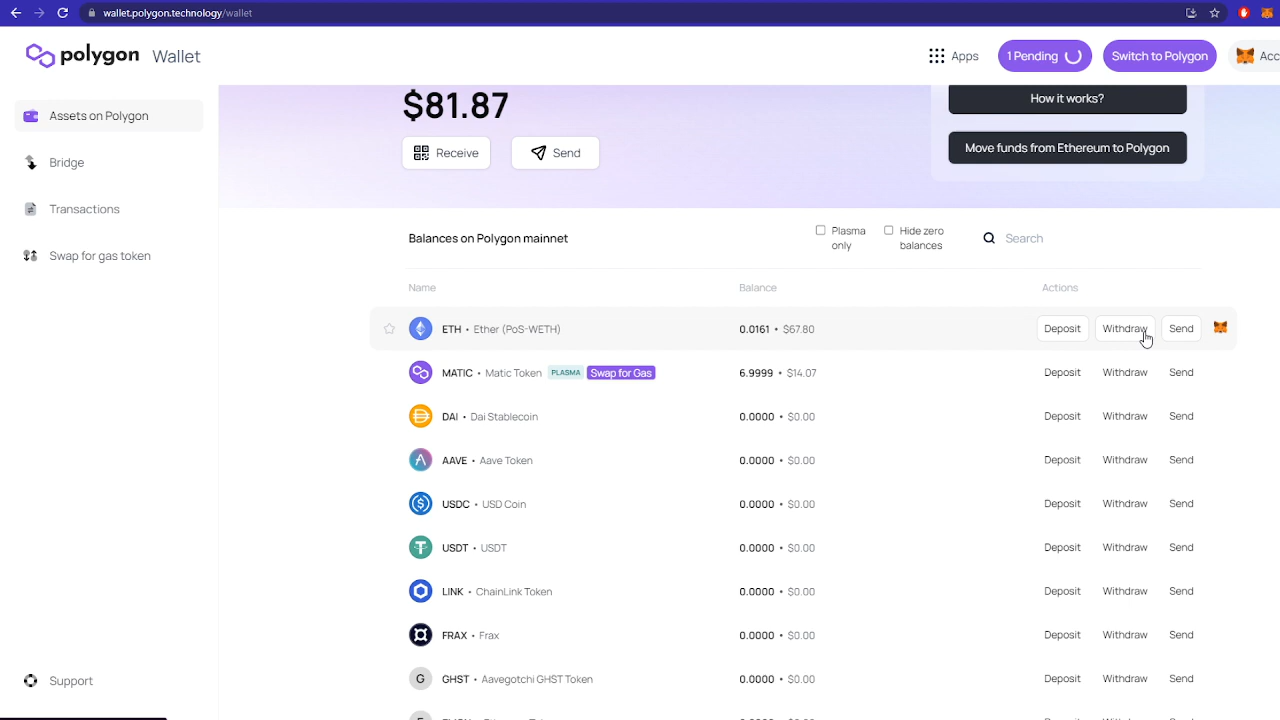 wallet.polygon.technology/wallet
polygon Wallet
Apps
1 Pending
Switch to Polygon
Acc
Assets on Polygon
Bridge
Transactions
Swap for gas token
Support
$81.87
Receive
Send
How it works?
Move funds from Ethereum to Polygon
Balances on Polygon mainnet
Plasma only
Hide zero balances
Search
Name Balance Actions
ETH • Ether (PoS-WETH) 0.0161 • $67.80 Deposit Withdraw Send
MATIC • Matic Token PLASMA Swap for Gas 6.9999 • $14.07 Deposit Withdraw Send
DAI • Dai Stablecoin 0.0000 • $0.00 Deposit Withdraw Send
AAVE • Aave Token 0.0000 • $0.00 Deposit Withdraw Send
USDC • USD Coin 0.0000 • $0.00 Deposit Withdraw Send
USDT • USDT 0.0000 • $0.00 Deposit Withdraw Send
LINK • ChainLink Token 0.0000 • $0.00 Deposit Withdraw Send
FRAX • Frax 0.0000 • $0.00 Deposit Withdraw Send
G GHST • Aavegotchi GHST Token 0.0000 • $0.00 Deposit Withdraw Send